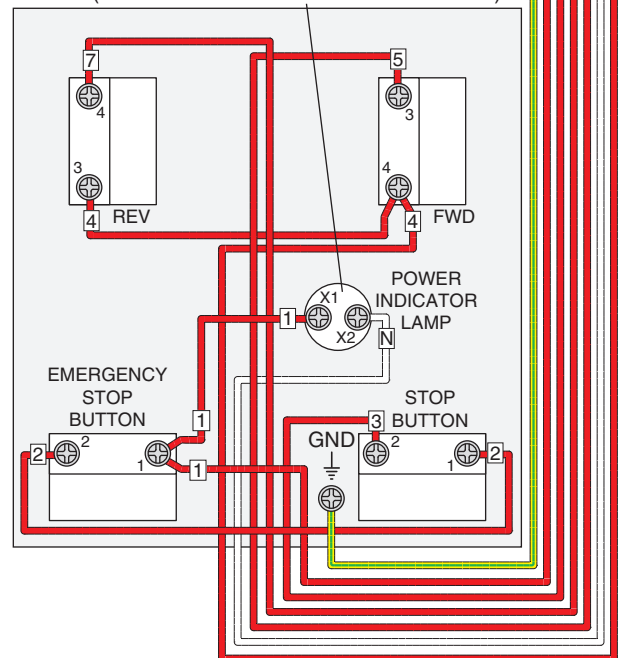 7
5
4
3
3
4
4
REV
4
FWD
POWER
INDICATOR
LAMP
X1
X2
1
N
EMERGENCY
STOP
BUTTON
STOP
BUTTON
1
3
GND
2
2
1
1
2
1
2